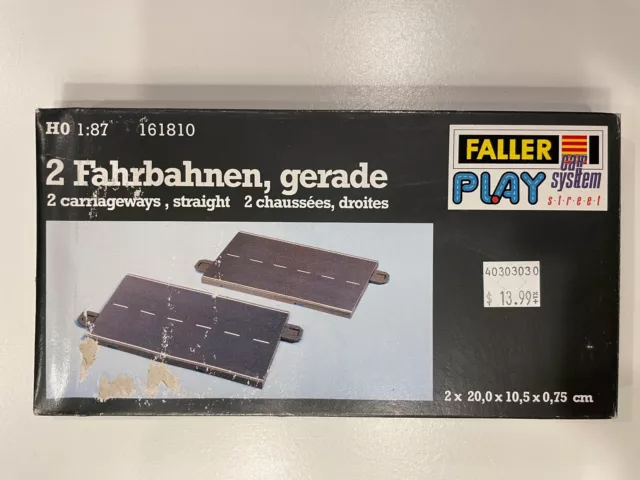 H0 1:87 161810
2 Fahrbahnen, gerade
2 carriageways, straight 2 chaussées, droites
FALLER
PLAY
car system
street
40303030
$ 13.99
2 x 20,0 x 10,5 x 0,75 cm